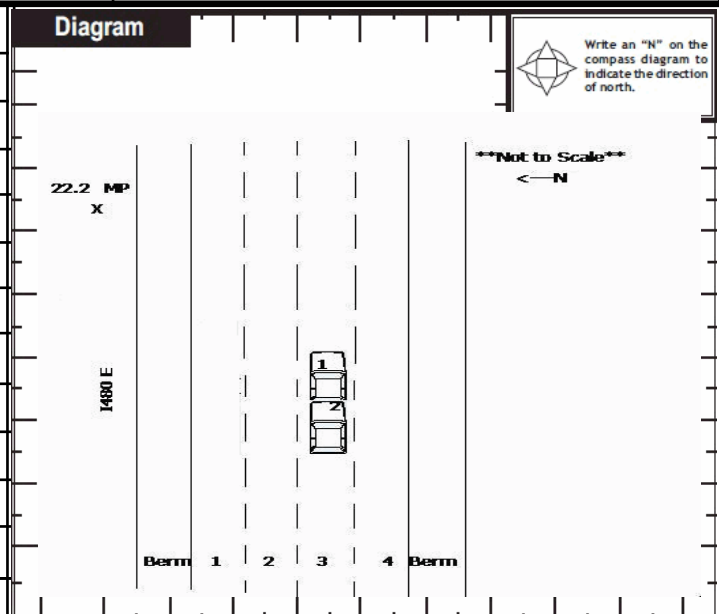 Diagram
Write an “N” on the
compass diagram to
indicate the direction
of north.
**Not to Scale**
<—N
22.2 MP
X
1
2
I480 E
Berm 1 2 3 4 Berm